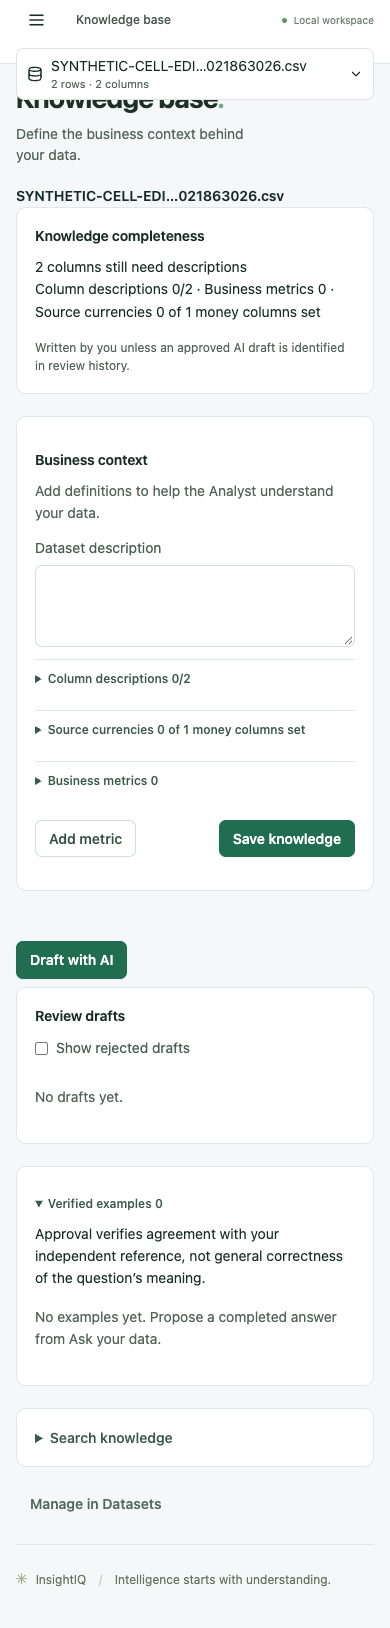 Knowledge base
Local workspace
SYNTHETIC-CELL-EDI...021863026.csv
2 rows · 2 columns
Knowledge base.
Define the business context behind
your data.
SYNTHETIC-CELL-EDI...021863026.csv
Knowledge completeness
2 columns still need descriptions
Column descriptions 0/2 · Business metrics 0 ·
Source currencies 0 of 1 money columns set
Written by you unless an approved AI draft is identified
in review history.
Business context
Add definitions to help the Analyst understand
your data.
Dataset description
Column descriptions 0/2
Source currencies 0 of 1 money columns set
Business metrics 0
Add metric
Save knowledge
Draft with AI
Review drafts
Show rejected drafts
No drafts yet.
Verified examples 0
Approval verifies agreement with your
independent reference, not general correctness
of the question’s meaning.
No examples yet. Propose a completed answer
from Ask your data.
Search knowledge
Manage in Datasets
InsightIQ / Intelligence starts with understanding.